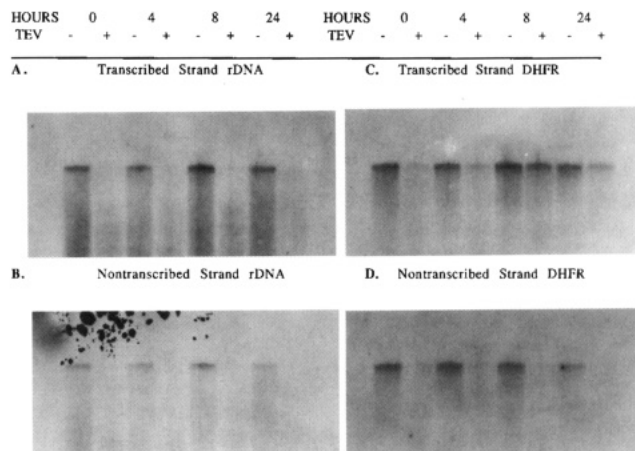 HOURS 0 4 8 24 HOURS 0 4 8 24
TEV - + - + - + - + TEV - + - + - + - +
A. Transcribed Strand rDNA C. Transcribed Strand DHFR
B. Nontranscribed Strand rDNA D. Nontranscribed Strand DHFR